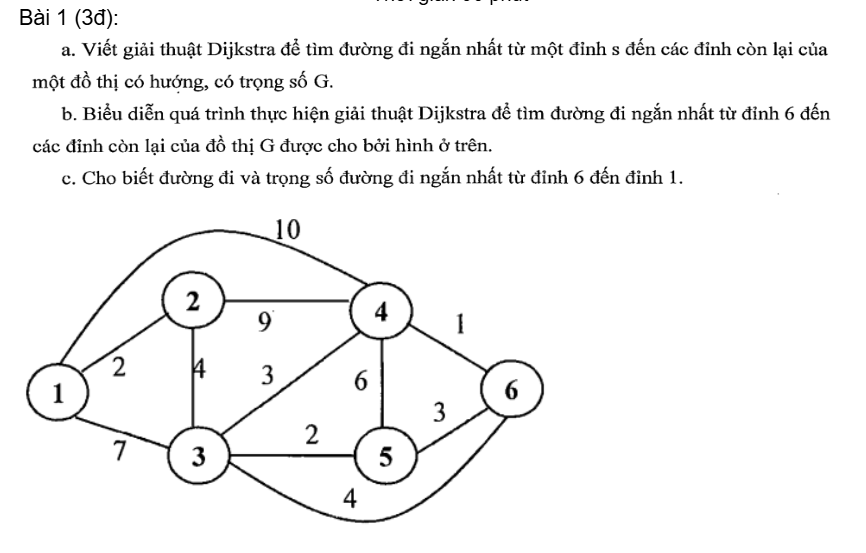 Bài 1 (3đ):
a. Viết giải thuật Dijkstra để tìm đường đi ngắn nhất từ một đỉnh s đến các đỉnh còn lại của
một đồ thị có hướng, có trọng số G.
b. Biểu diễn quá trình thực hiện giải thuật Dijkstra để tìm đường đi ngắn nhất từ đỉnh 6 đến
các đỉnh còn lại của đồ thị G được cho bởi hình ở trên.
c. Cho biết đường đi và trọng số đường đi ngắn nhất từ đỉnh 6 đến đỉnh 1.
10
2
4
9
1
2
4
3
6
6
1
3
7
2
3
5
4